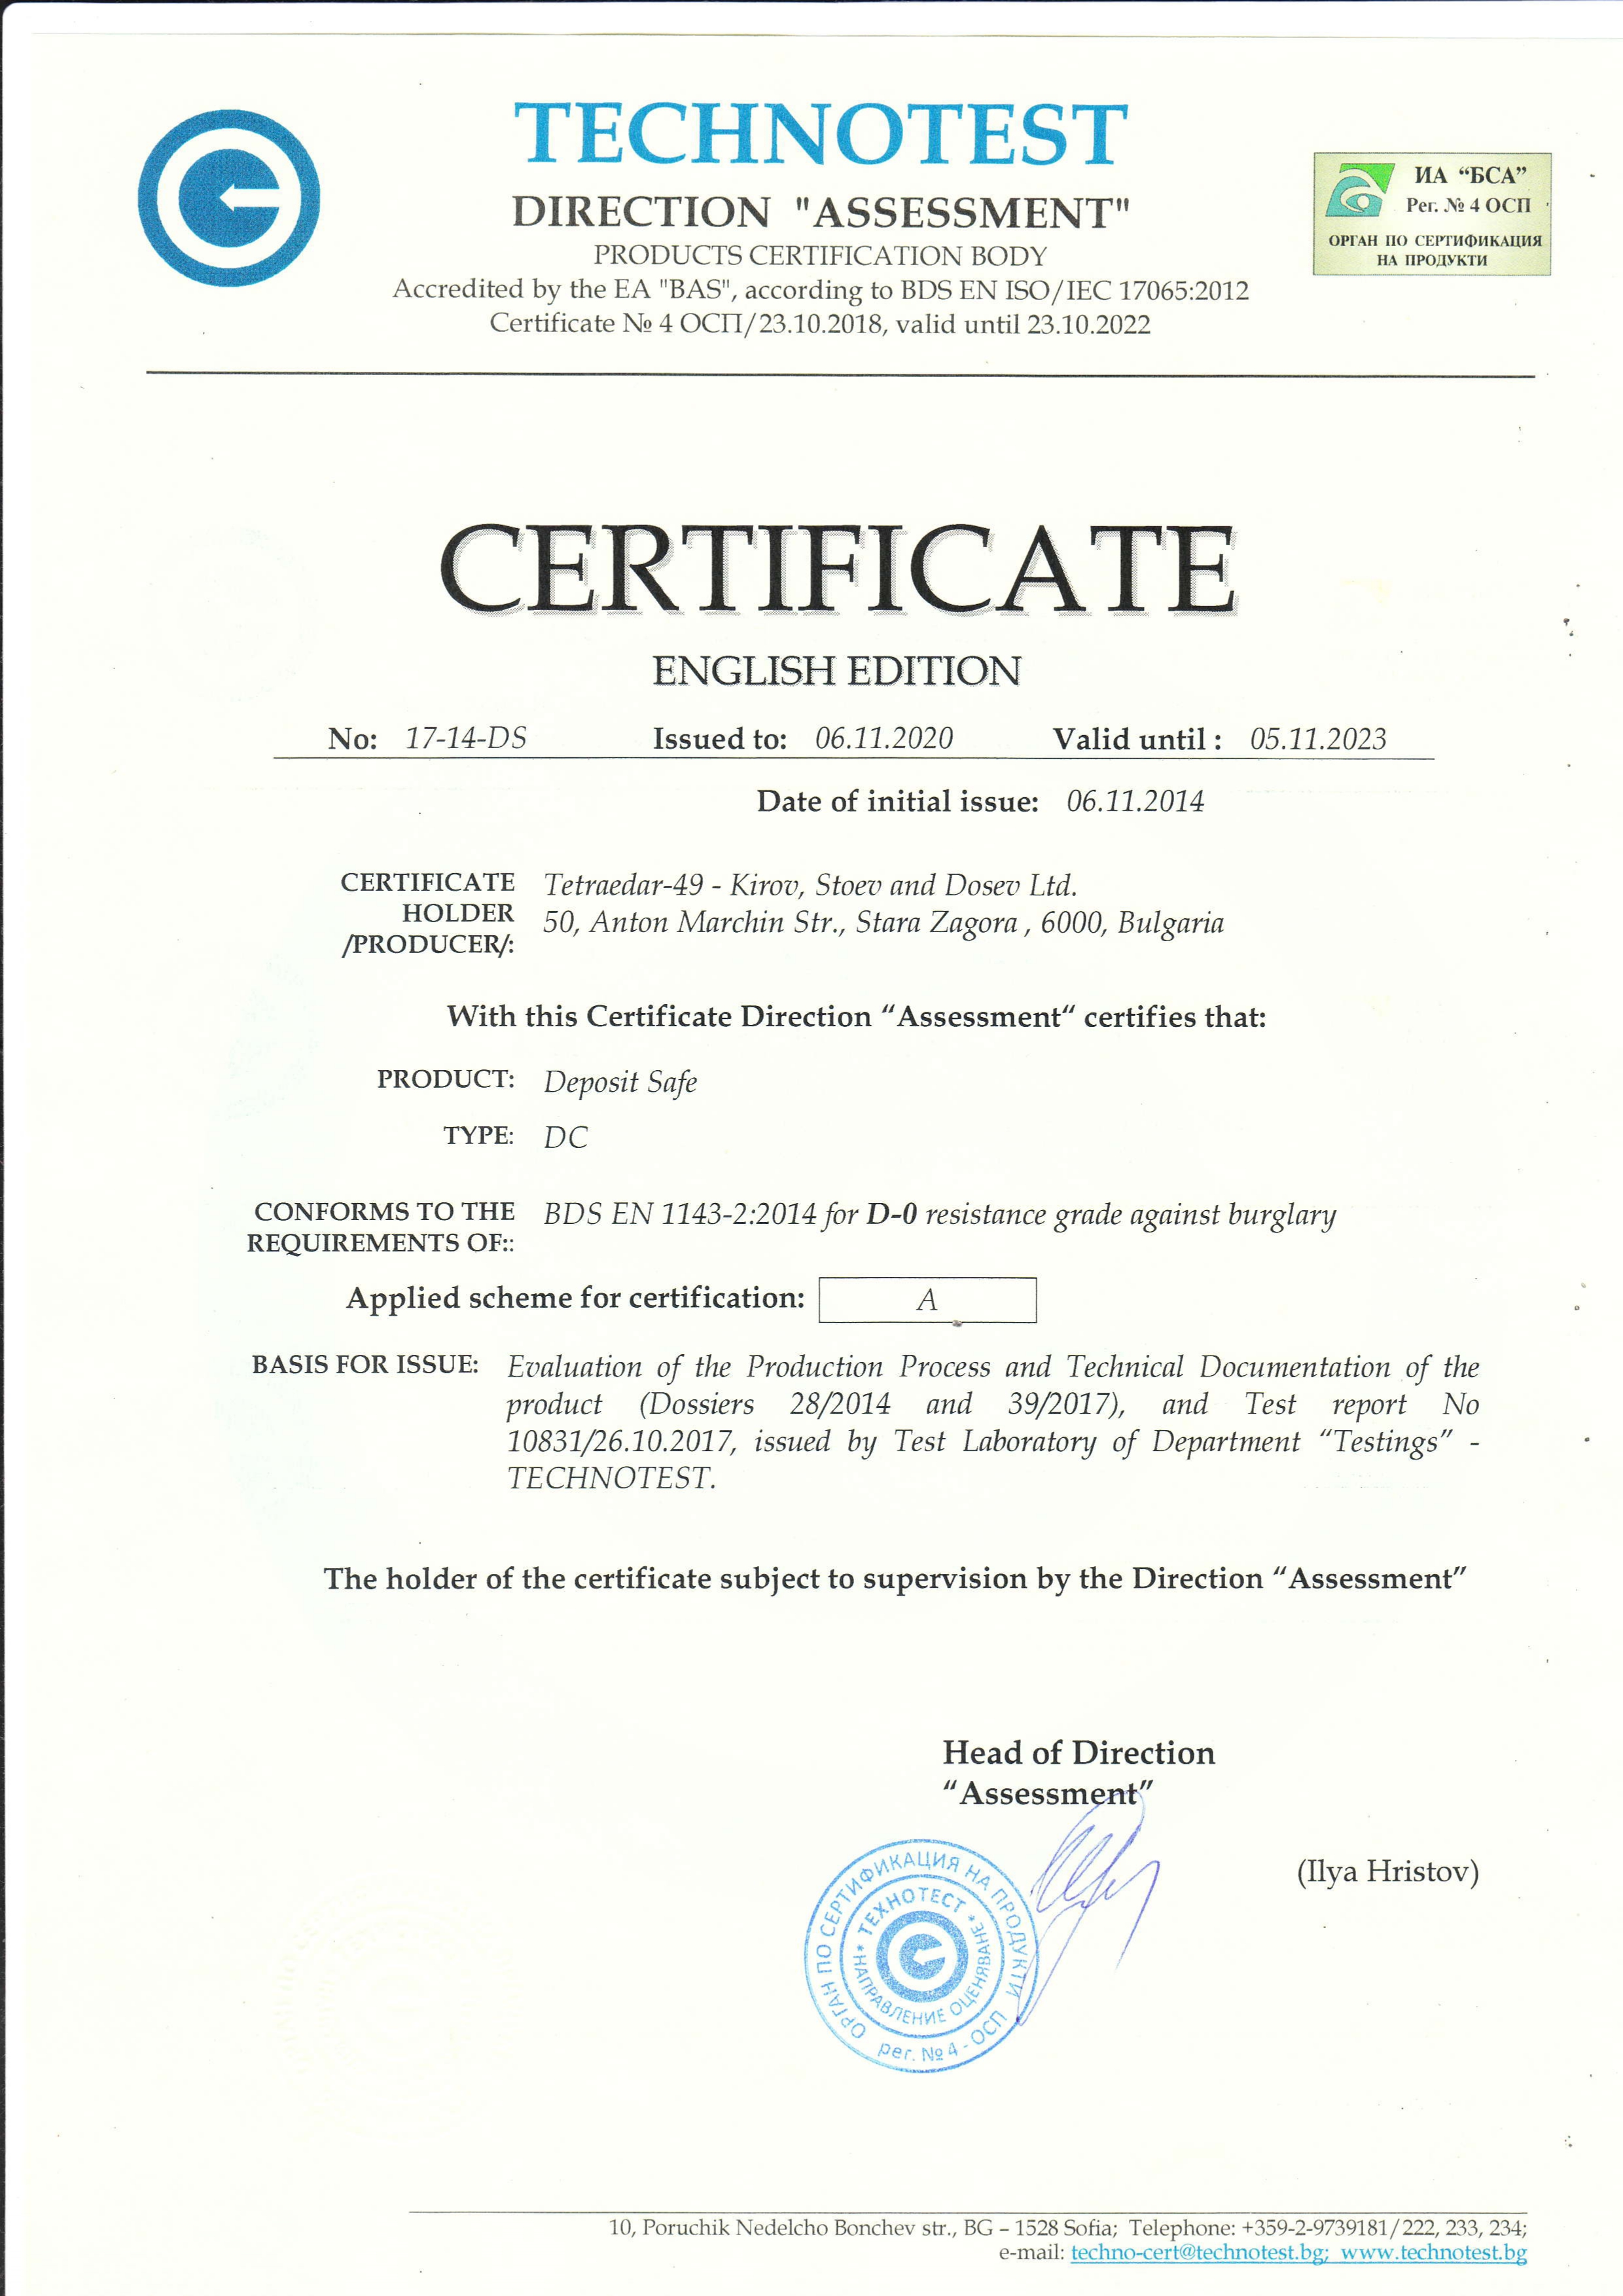 TECHNOTEST
DIRECTION "ASSESSMENT"
PRODUCTS CERTIFICATION BODY
Accredited by the EA "BAS", according to BDS EN ISO/IEC 17065:2012
Certificate № 4 ОСП/23.10.2018, valid until 23.10.2022
ИА “БСА”
Рег. № 4 ОСП
ОРГАН ПО СЕРТИФИКАЦИЯ
НА ПРОДУКТИ
CERTIFICATE
ENGLISH EDITION
No: 17-14-DS Issued to: 06.11.2020 Valid until : 05.11.2023
Date of initial issue: 06.11.2014
CERTIFICATE HOLDER /PRODUCER/:
Tetraedar-49 - Kirov, Stoev and Dosev Ltd.
50, Anton Marchin Str., Stara Zagora , 6000, Bulgaria
With this Certificate Direction “Assessment“ certifies that:
PRODUCT: Deposit Safe
TYPE: DC
CONFORMS TO THE REQUIREMENTS OF::
BDS EN 1143-2:2014 for D-0 resistance grade against burglary
Applied scheme for certification: A
BASIS FOR ISSUE: Evaluation of the Production Process and Technical Documentation of the
product (Dossiers 28/2014 and 39/2017), and Test report No
10831/26.10.2017, issued by Test Laboratory of Department “Testings” -
TECHNOTEST.
The holder of the certificate subject to supervision by the Direction “Assessment”
Head of Direction
“Assessment”
(Ilya Hristov)
ОРГАН ПО СЕРТИФИКАЦИЯ НА ПРОДУКТИ
рег. № 4 - ОСП
* ТЕХНОТЕСТ *
НАПРАВЛЕНИЕ ОЦЕНЯВАНЕ
10, Poruchik Nedelcho Bonchev str., BG – 1528 Sofia; Telephone: +359-2-9739181/222, 233, 234;
e-mail: techno-cert@technotest.bg; www.technotest.bg